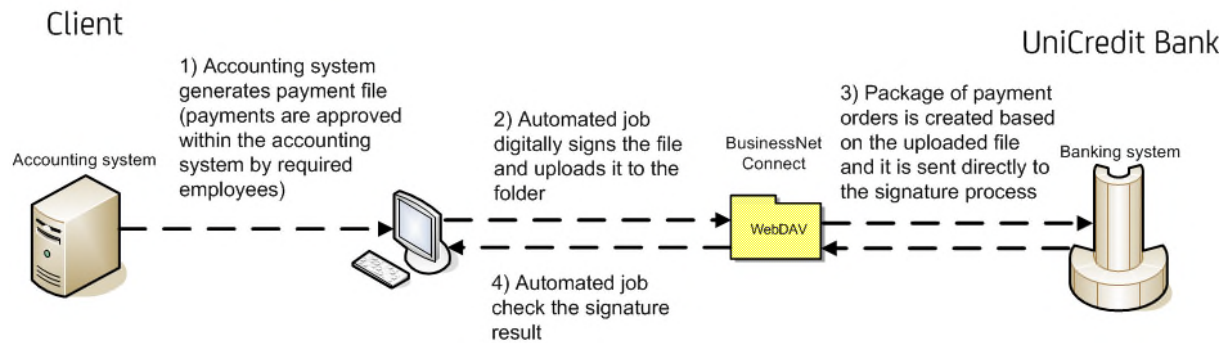 Client
UniCredit Bank
1) Accounting system
generates payment file
(payments are approved
within the accounting
system by required
employees)
Accounting system
2) Automated job
digitally signs the file
and uploads it to the
folder
BusinessNet
Connect
WebDAV
3) Package of payment
orders is created based
on the uploaded file
and it is sent directly to
the signature process
Banking system
4) Automated job
check the signature
result